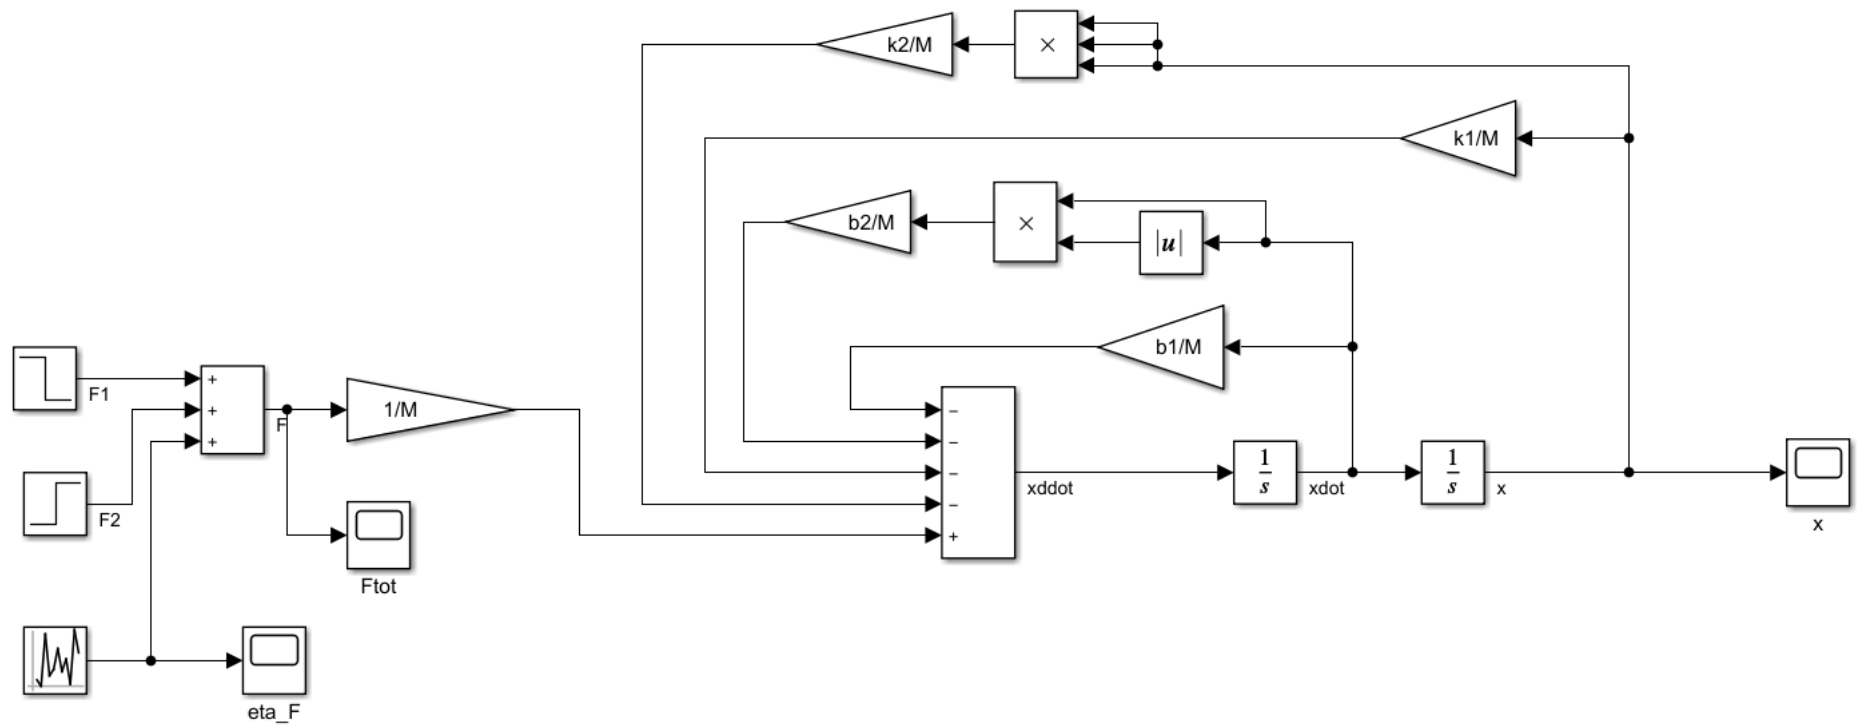 k2/M
×
k1/M
b2/M
×
|u|
b1/M
F1
+
+
+
F
1/M
−
−
−
−
+
xddot
1
s
xdot
1
s
x
x
F2
Ftot
eta_F